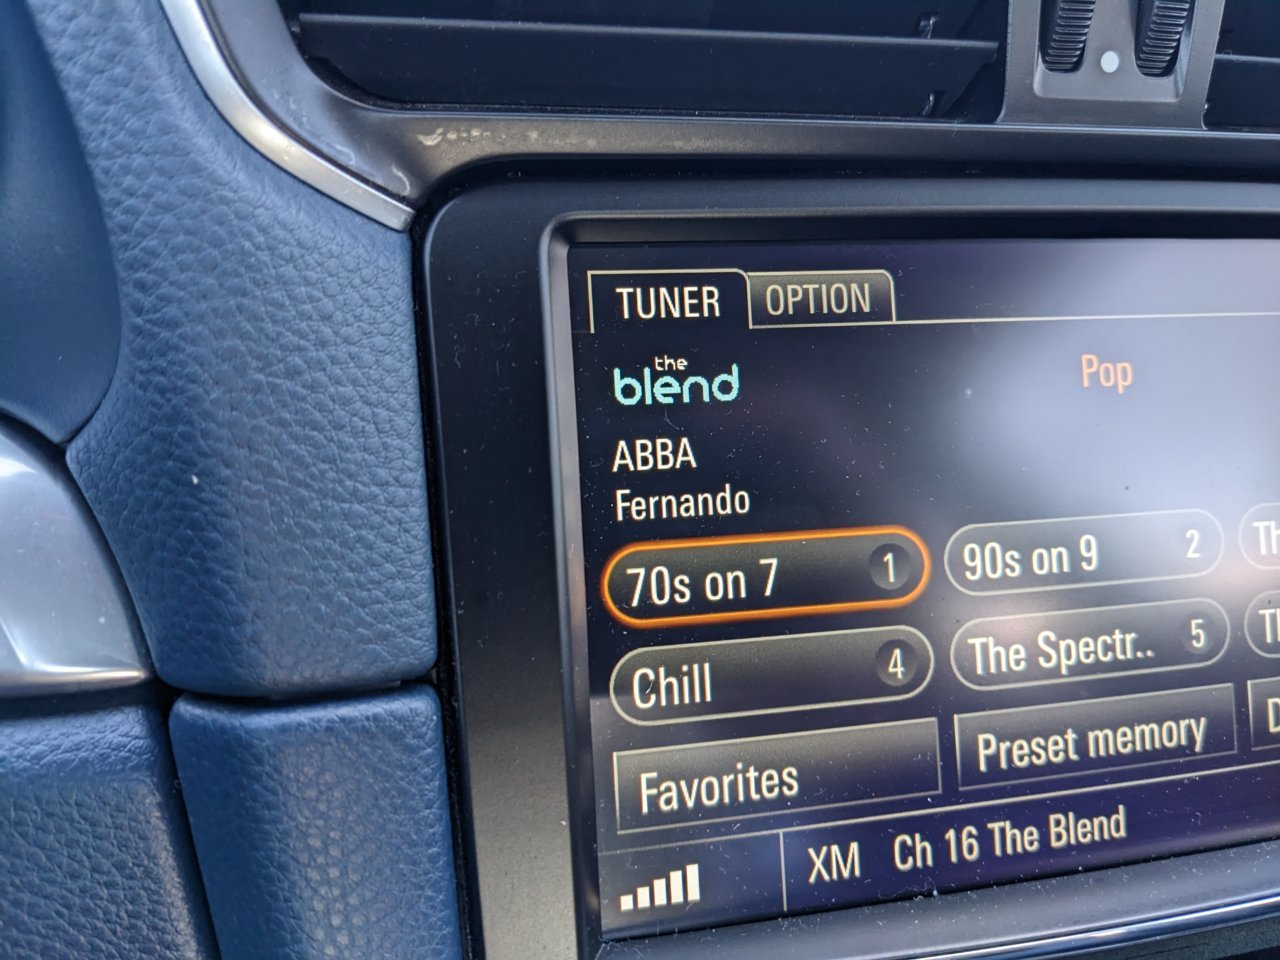 TUNER OPTION
the
blend
Pop
ABBA
Fernando
70s on 7 1
90s on 9 2
Th
Chill 4
The Spectr.. 5
Favorites
Preset memory
XM Ch 16 The Blend